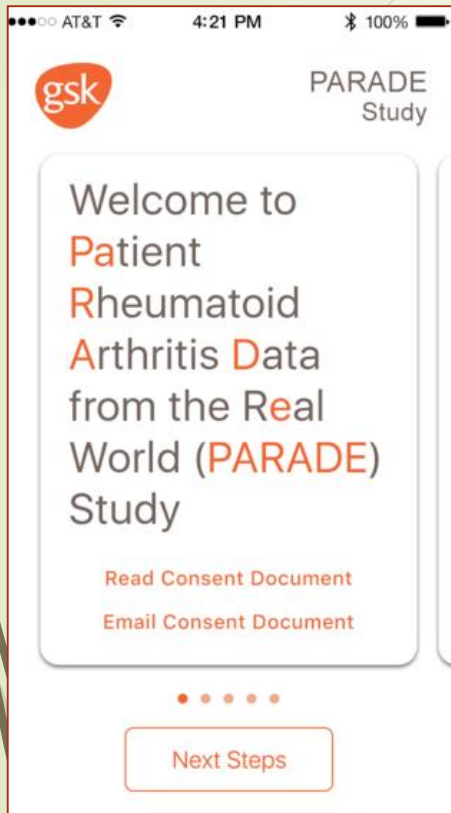 AT&T 4:21 PM 100%
gsk PARADE
Study
Welcome to
Patient
Rheumatoid
Arthritis Data
from the Real
World (PARADE)
Study
Read Consent Document
Email Consent Document
Next Steps